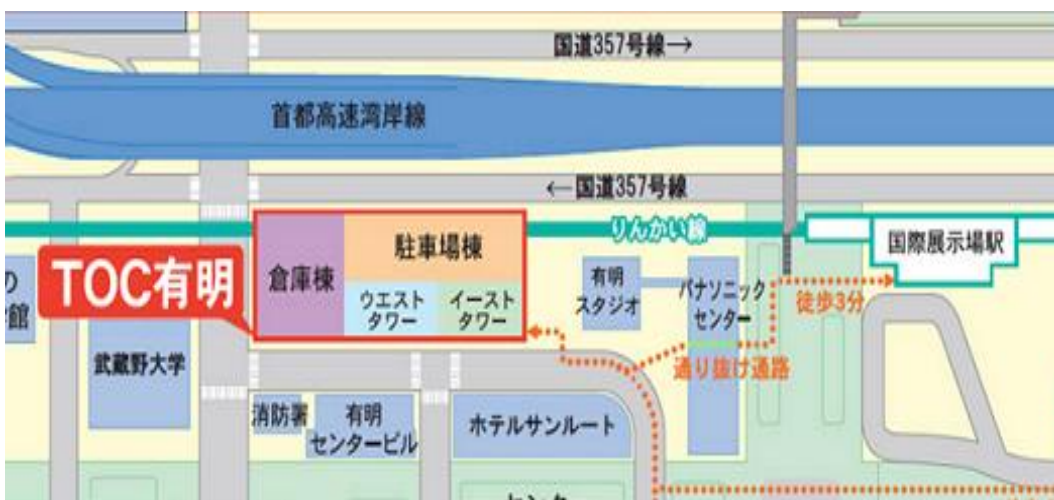 国道357号線→
首都高速湾岸線
←国道357号線
りんかい線
国際展示場駅
TOC有明
倉庫棟
駐車場棟
ウエスト
タワー
イースト
タワー
有明
スタジオ
パナソニック
センター
徒歩3分
通り抜け通路
の
館
武蔵野大学
消防署
有明
センタービル
ホテルサンルート